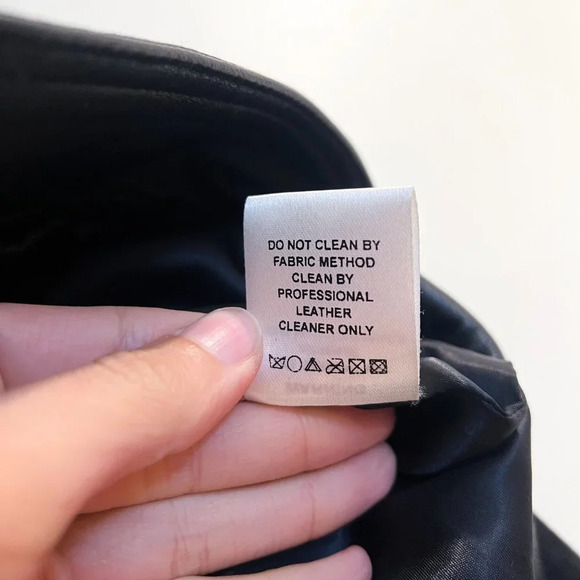 DO NOT CLEAN BY
FABRIC METHOD
CLEAN BY
PROFESSIONAL
LEATHER
CLEANER ONLY